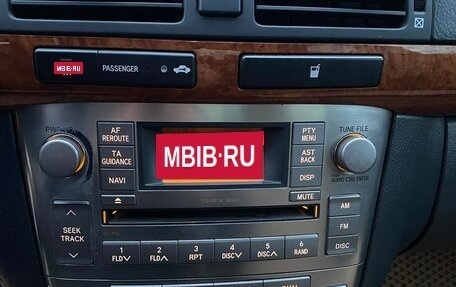 MBIB·RU
PASSENGER
AF REROUTE
TA GUIDANCE
NAVI
PWR·VOL
MBIB·RU
PTY MENU
AST BACK
DISP
MUTE
TUNE·FILE
AUDIO CTRL·ENTER
TOYOTA
SEEK TRACK
AM
FM
DISC
1 2 3 4 5 6
FLD∨ FLD∧ RPT DISC∨ DISC∧ RAND